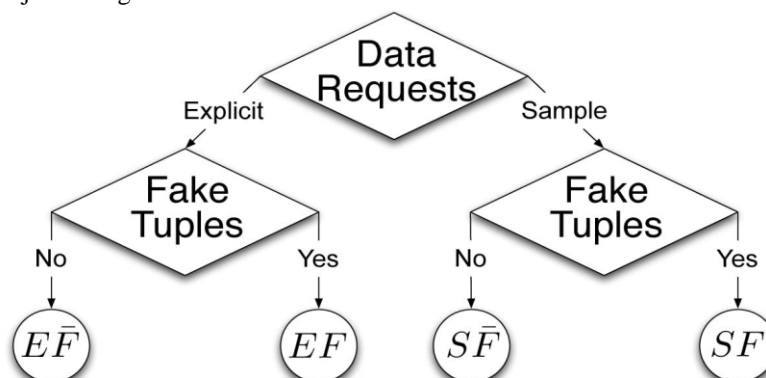 Data
Requests
Explicit
Sample
Fake
Tuples
Fake
Tuples
No
Yes
No
Yes
EF̄
EF
SF̄
SF